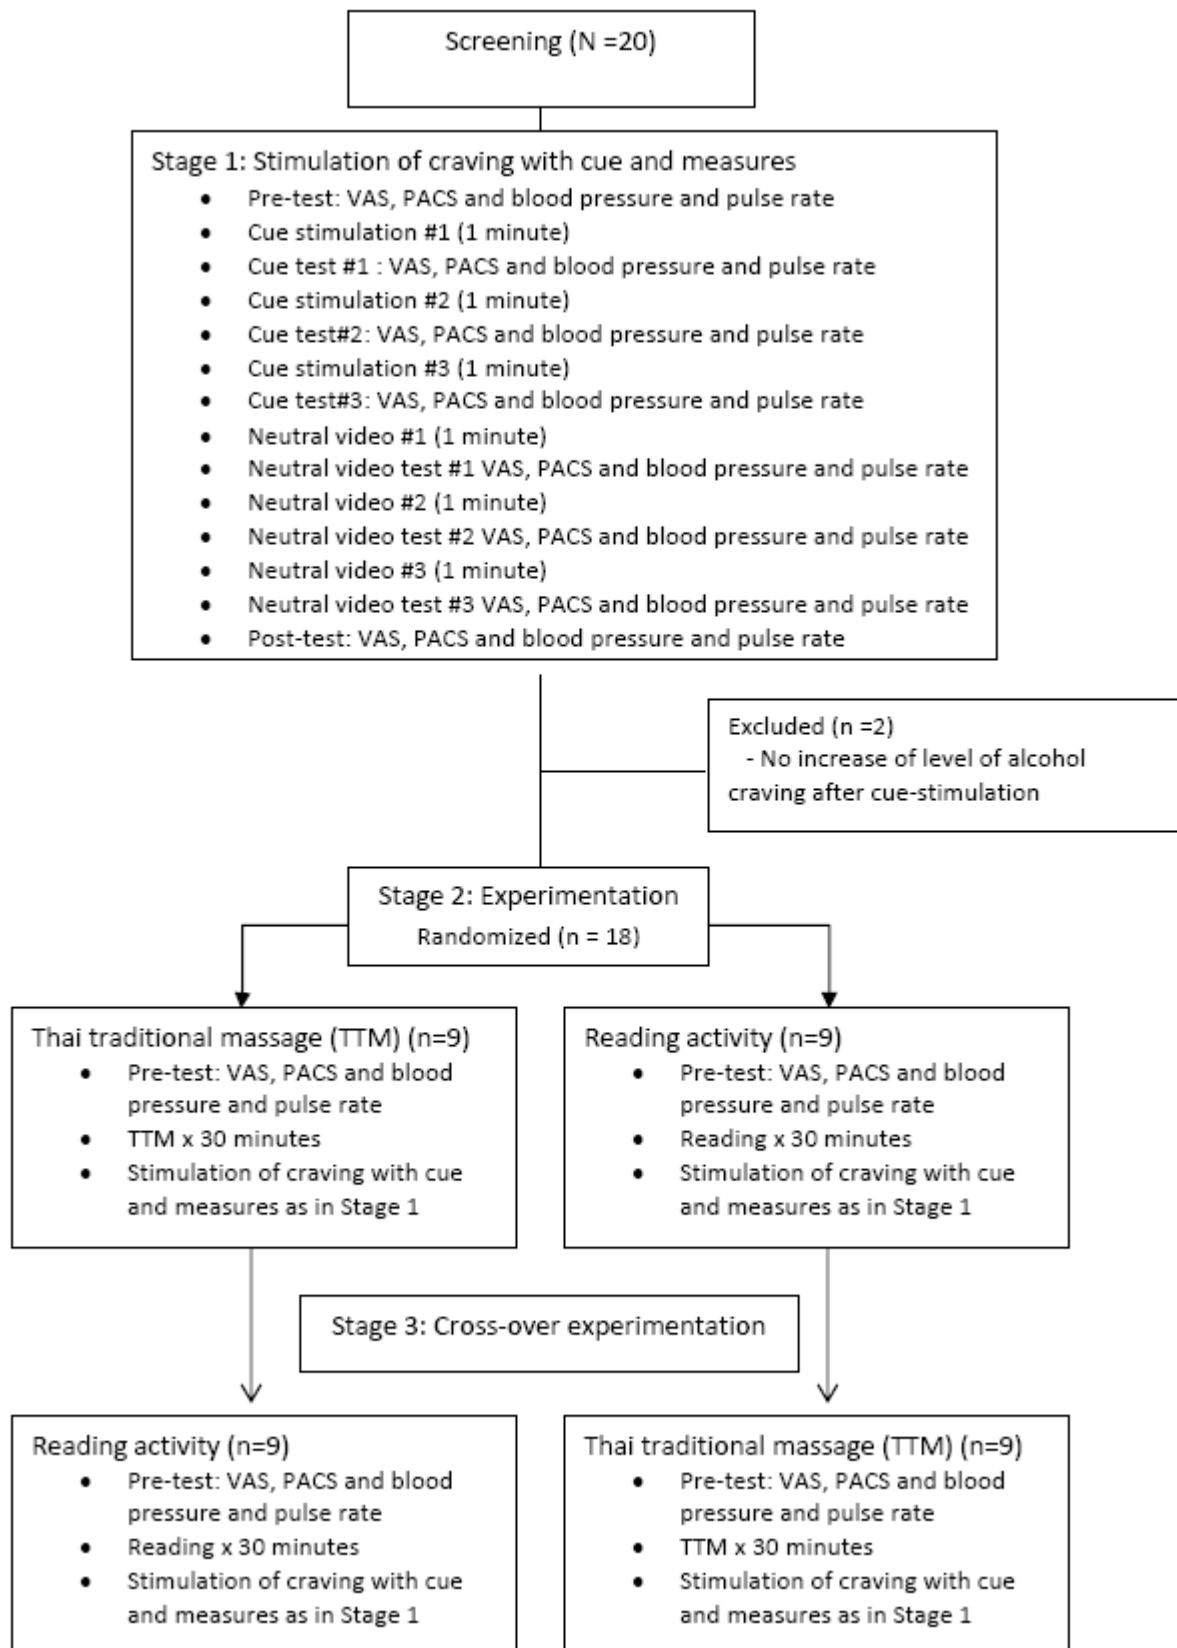 Screening (N =20)
Stage 1: Stimulation of craving with cue and measures
• Pre-test: VAS, PACS and blood pressure and pulse rate
• Cue stimulation #1 (1 minute)
• Cue test #1 : VAS, PACS and blood pressure and pulse rate
• Cue stimulation #2 (1 minute)
• Cue test#2: VAS, PACS and blood pressure and pulse rate
• Cue stimulation #3 (1 minute)
• Cue test#3: VAS, PACS and blood pressure and pulse rate
• Neutral video #1 (1 minute)
• Neutral video test #1 VAS, PACS and blood pressure and pulse rate
• Neutral video #2 (1 minute)
• Neutral video test #2 VAS, PACS and blood pressure and pulse rate
• Neutral video #3 (1 minute)
• Neutral video test #3 VAS, PACS and blood pressure and pulse rate
• Post-test: VAS, PACS and blood pressure and pulse rate
Excluded (n =2)
- No increase of level of alcohol
craving after cue-stimulation
Stage 2: Experimentation
Randomized (n = 18)
Thai traditional massage (TTM) (n=9)
• Pre-test: VAS, PACS and blood
pressure and pulse rate
• TTM x 30 minutes
• Stimulation of craving with cue
and measures as in Stage 1
Reading activity (n=9)
• Pre-test: VAS, PACS and blood
pressure and pulse rate
• Reading x 30 minutes
• Stimulation of craving with cue
and measures as in Stage 1
Stage 3: Cross-over experimentation
Reading activity (n=9)
• Pre-test: VAS, PACS and blood
pressure and pulse rate
• Reading x 30 minutes
• Stimulation of craving with cue
and measures as in Stage 1
Thai traditional massage (TTM) (n=9)
• Pre-test: VAS, PACS and blood
pressure and pulse rate
• TTM x 30 minutes
• Stimulation of craving with cue
and measures as in Stage 1